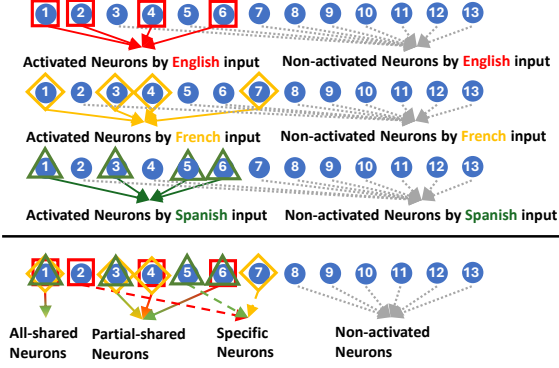 1 2 3 4 5 6 7 8 9 10 11 12 13
Activated Neurons by English input Non-activated Neurons by English input
1 2 3 4 5 6 7 8 9 10 11 12 13
Activated Neurons by French input Non-activated Neurons by French input
1 2 3 4 5 6 7 8 9 10 11 12 13
Activated Neurons by Spanish input Non-activated Neurons by Spanish input
1 2 3 4 5 6 7 8 9 10 11 12 13
All-shared Partial-shared Specific Non-activated
Neurons Neurons Neurons Neurons